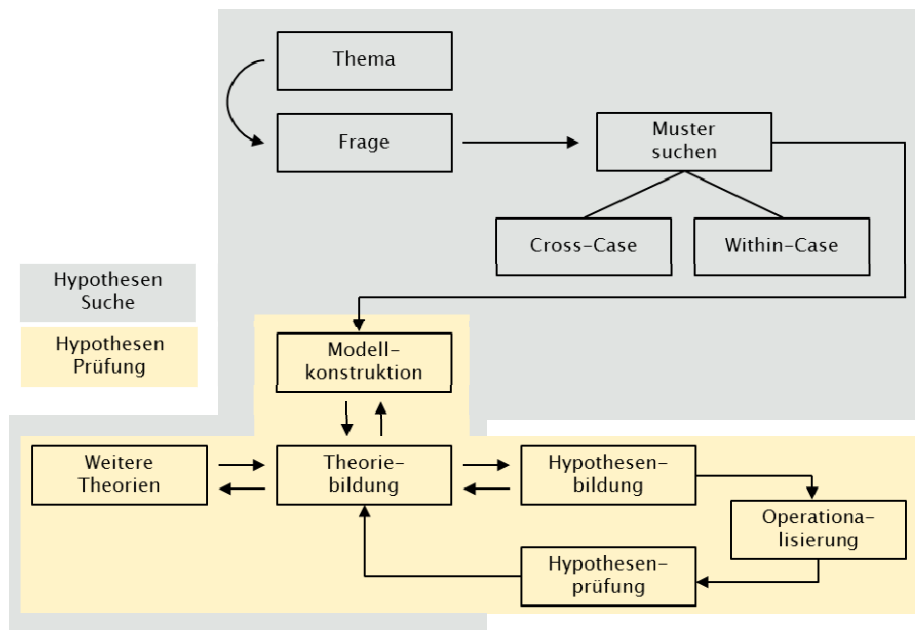 Thema
Frage
Muster
suchen
Cross-Case
Within-Case
Hypothesen
Suche
Hypothesen
Prüfung
Modell-
konstruktion
Weitere
Theorien
Theorie-
bildung
Hypothesen-
bildung
Operationa-
lisierung
Hypothesen-
prüfung